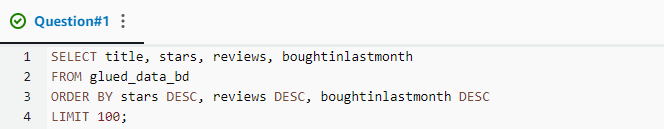 Question#1
1 SELECT title, stars, reviews, boughtinlastmonth
2 FROM glued_data_bd
3 ORDER BY stars DESC, reviews DESC, boughtinlastmonth DESC
4 LIMIT 100;